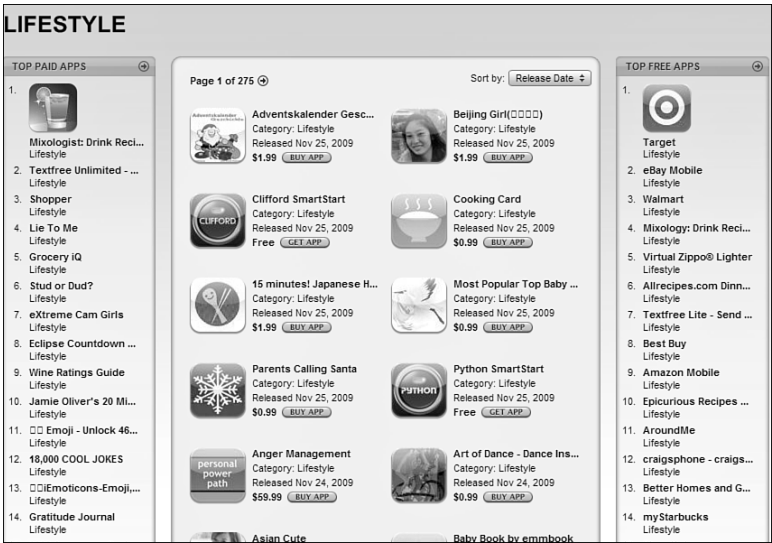 LIFESTYLE
TOP PAID APPS
1.
Mixologist: Drink Reci...
Lifestyle
2. Textfree Unlimited - ...
Lifestyle
3. Shopper
Lifestyle
4. Lie To Me
Lifestyle
5. Grocery iQ
Lifestyle
6. Stud or Dud?
Lifestyle
7. eXtreme Cam Girls
Lifestyle
8. Eclipse Countdown ...
Lifestyle
9. Wine Ratings Guide
Lifestyle
10. Jamie Oliver's 20 Mi...
Lifestyle
11. □□ Emoji - Unlock 46...
Lifestyle
12. 18,000 COOL JOKES
Lifestyle
13. □□iEmoticons-Emoji,...
Lifestyle
14. Gratitude Journal
Lifestyle
Page 1 of 275
Sort by: Release Date
Adventskalender
Adventskalender Gesc...
Category: Lifestyle
Released Nov 25, 2009
$1.99 BUY APP
Beijing Girl(□□□□)
Category: Lifestyle
Released Nov 25, 2009
$1.99 BUY APP
CLIFFORD
Clifford SmartStart
Category: Lifestyle
Released Nov 25, 2009
Free GET APP
Cooking Card
Category: Lifestyle
Released Nov 25, 2009
$0.99 BUY APP
15 minutes! Japanese H...
Category: Lifestyle
Released Nov 25, 2009
$1.99 BUY APP
Most Popular Top Baby ...
Category: Lifestyle
Released Nov 25, 2009
$0.99 BUY APP
Parents Calling Santa
Category: Lifestyle
Released Nov 25, 2009
$0.99 BUY APP
PYTHON
Python SmartStart
Category: Lifestyle
Released Nov 25, 2009
Free GET APP
personal
power
path
Anger Management
Category: Lifestyle
Released Nov 24, 2009
$59.99 BUY APP
Art of Dance - Dance Ins...
Category: Lifestyle
Released Nov 24, 2009
$0.99 BUY APP
Asian Cute
Baby Book by emmbook
TOP FREE APPS
1.
Target
Lifestyle
2. eBay Mobile
Lifestyle
3. Walmart
Lifestyle
4. Mixology: Drink Reci...
Lifestyle
5. Virtual Zippo® Lighter
Lifestyle
6. Allrecipes.com Dinn...
Lifestyle
7. Textfree Lite - Send ...
Lifestyle
8. Best Buy
Lifestyle
9. Amazon Mobile
Lifestyle
10. Epicurious Recipes ...
Lifestyle
11. AroundMe
Lifestyle
12. craigsphone - craigs...
Lifestyle
13. Better Homes and G...
Lifestyle
14. myStarbucks
Lifestyle